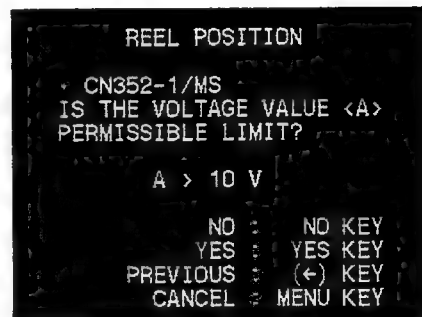 REEL POSITION
· CN352-1/MS
IS THE VOLTAGE VALUE <A>
PERMISSIBLE LIMIT?
A > 10 V
NO : NO KEY
YES : YES KEY
PREVIOUS : (←) KEY
CANCEL : MENU KEY